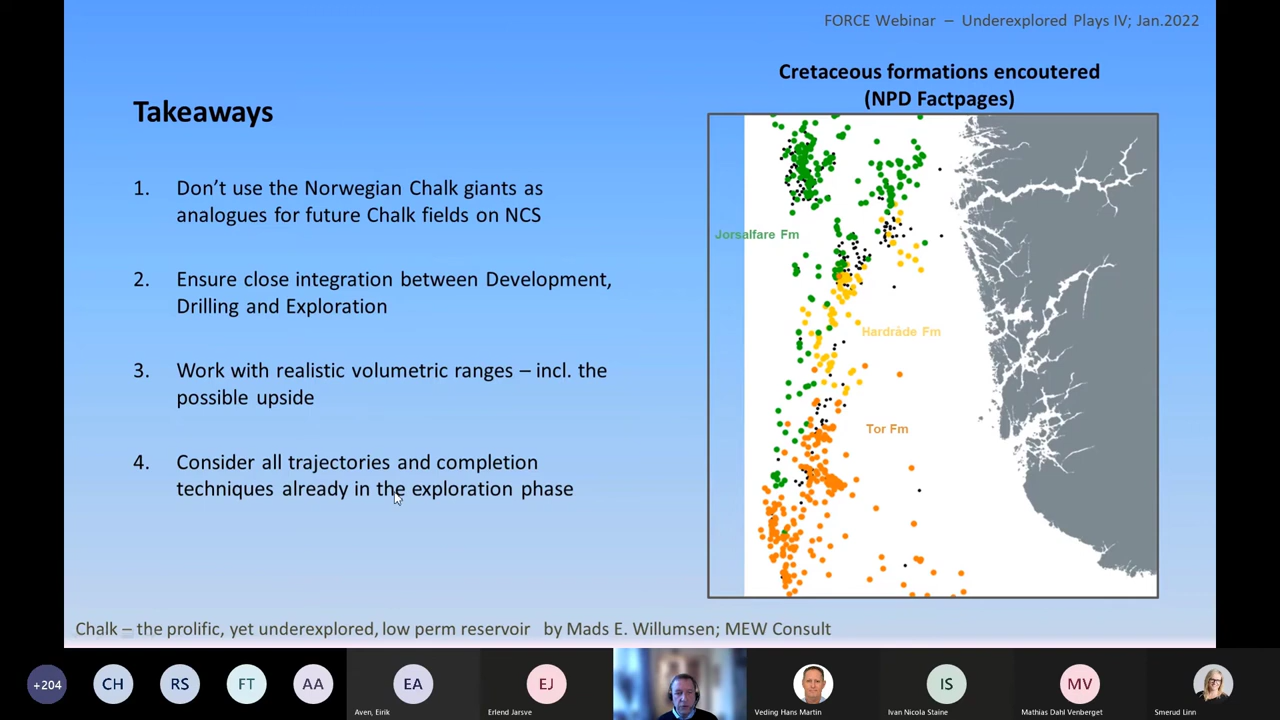 FORCE Webinar – Underexplored Plays IV; Jan.2022
Takeaways
1. Don't use the Norwegian Chalk giants as
analogues for future Chalk fields on NCS
2. Ensure close integration between Development,
Drilling and Exploration
3. Work with realistic volumetric ranges – incl. the
possible upside
4. Consider all trajectories and completion
techniques already in the exploration phase
Cretaceous formations encoutered
(NPD Factpages)
Jorsalfare Fm
Hardråde Fm
Tor Fm
Chalk – the prolific, yet underexplored, low perm reservoir by Mads E. Willumsen; MEW Consult
+204
CH
RS
FT
AA
EA
Aven, Eirik
EJ
Erlend Jarsve
Veding Hans Martin
IS
Ivan Nicola Staine
MV
Mathias Dahl Venberget
Smerud Linn